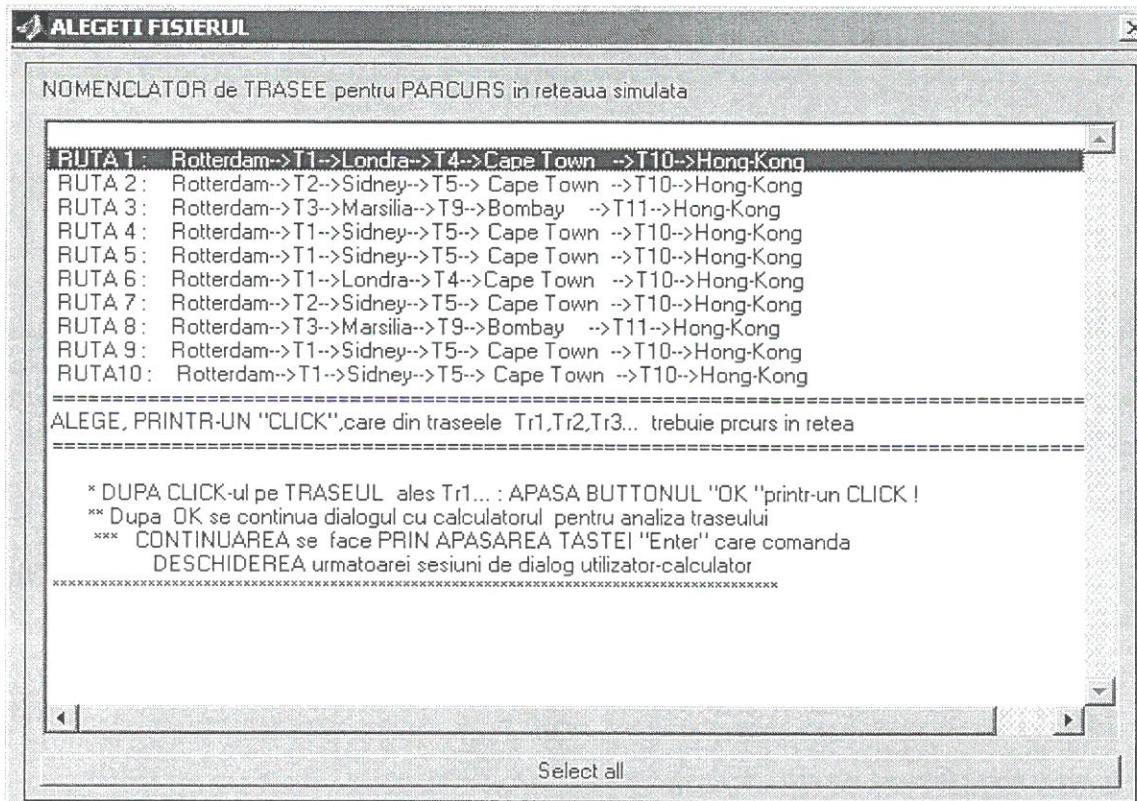 ALEGETI FISIERUL
NOMENCLATOR de TRASEE pentru PARCURS in reteaua simulata
RUTA 1 : Rotterdam-->T1-->Londra-->T4-->Cape Town -->T10-->Hong-Kong
RUTA 2 : Rotterdam-->T2-->Sidney-->T5--> Cape Town -->T10-->Hong-Kong
RUTA 3 : Rotterdam-->T3-->Marsilia-->T9-->Bombay -->T11-->Hong-Kong
RUTA 4 : Rotterdam-->T1-->Sidney-->T5--> Cape Town -->T10-->Hong-Kong
RUTA 5 : Rotterdam-->T1-->Sidney-->T5--> Cape Town -->T10-->Hong-Kong
RUTA 6 : Rotterdam-->T1-->Londra-->T4-->Cape Town -->T10-->Hong-Kong
RUTA 7 : Rotterdam-->T2-->Sidney-->T5--> Cape Town -->T10-->Hong-Kong
RUTA 8 : Rotterdam-->T3-->Marsilia-->T9-->Bombay -->T11-->Hong-Kong
RUTA 9 : Rotterdam-->T1-->Sidney-->T5--> Cape Town -->T10-->Hong-Kong
RUTA10 : Rotterdam-->T1-->Sidney-->T5--> Cape Town -->T10-->Hong-Kong
ALEGE, PRINTR-UN "CLICK",care din traseele Tr1,Tr2,Tr3... trebuie prcurs in retea
* DUPA CLICK-ul pe TRASEUL ales Tr1... : APASA BUTTONUL "OK "printr-un CLICK !
** Dupa OK se continua dialogul cu calculatorul pentru analiza traseului
*** CONTINUAREA se face PRIN APASAREA TASTEI "Enter" care comanda
DESCHIDEREA urmatoarei sesiuni de dialog utilizator-calculator
Select all